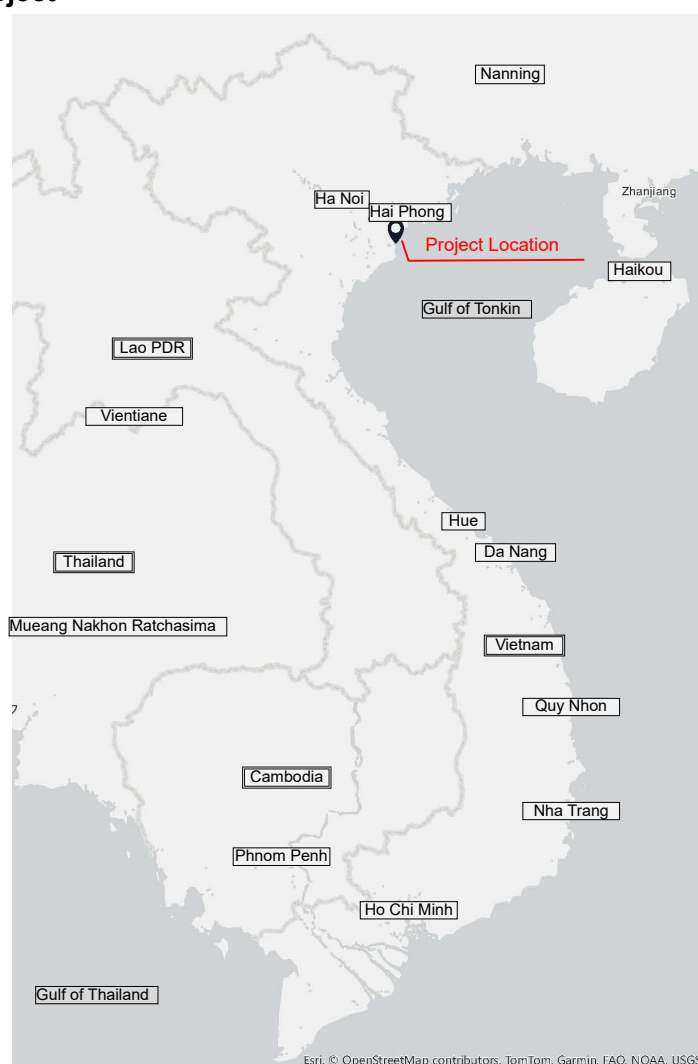 Nanning
Zhanjiang
Ha Noi
Hai Phong
Project Location
Haikou
Gulf of Tonkin
Lao PDR
Vientiane
Hue
Da Nang
Thailand
Mueang Nakhon Ratchasima
Vietnam
Quy Nhon
Cambodia
Nha Trang
Phnom Penh
Ho Chi Minh
Gulf of Thailand
Esri, © OpenStreetMap contributors, TomTom, Garmin, FAO, NOAA, USGS